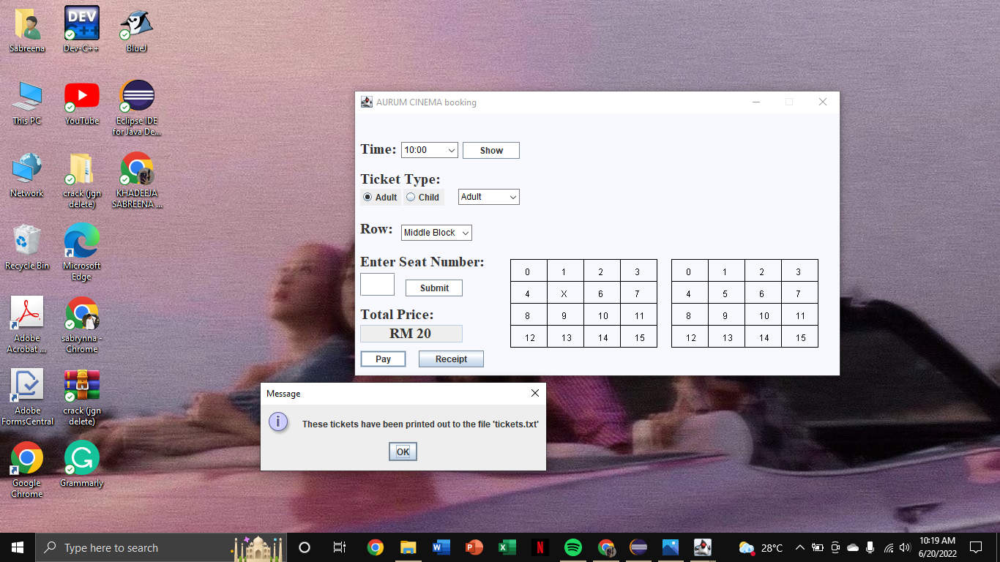 Sabreena
DEV
C++
Dev-C++
BlueJ
This PC
YouTube
Eclipse IDE
for Java De...
Network
crack (jgn
delete)
KHADEEJA
SABREENA ...
Recycle Bin
Microsoft
Edge
Adobe
Acrobat ...
sabrynna -
Chrome
Adobe
FormsCentral
crack (jgn
delete)
Google
Chrome
Grammarly
AURUM CINEMA booking
Time: 10:00 Show
Ticket Type:
Adult Child Adult
Row: Middle Block
Enter Seat Number:
Submit
Total Price:
RM 20
Pay Receipt
0 1 2 3
4 X 6 7
8 9 10 11
12 13 14 15
0 1 2 3
4 5 6 7
8 9 10 11
12 13 14 15
Message
These tickets have been printed out to the file 'tickets.txt'
OK
Type here to search
28°C
10:19 AM
6/20/2022